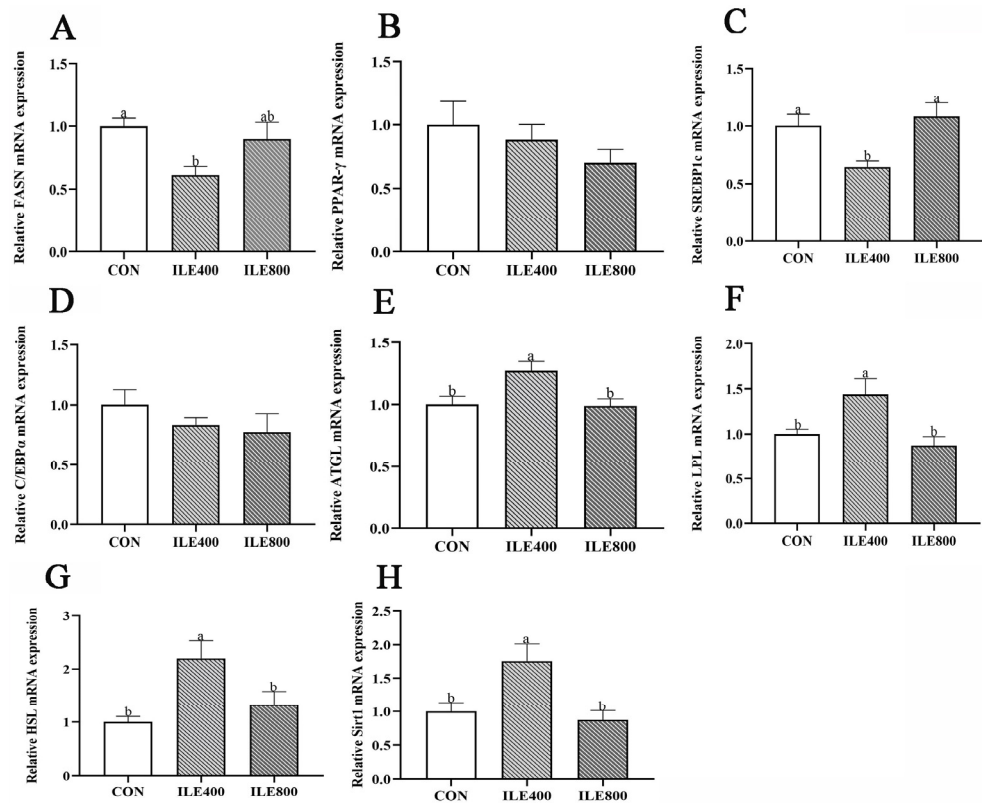 A
Relative FASN mRNA expression
1.5
1.0
0.5
0.0
a
b
ab
CON
ILE400
ILE800
B
Relative PPAR-γ mRNA expression
1.5
1.0
0.5
0.0
CON
ILE400
ILE800
C
Relative SREBP1c mRNA expression
1.5
1.0
0.5
0.0
a
b
a
CON
ILE400
ILE800
D
Relative C/EBPα mRNA expression
1.5
1.0
0.5
0.0
CON
ILE400
ILE800
E
Relative ATGL mRNA expression
1.5
1.0
0.5
0.0
b
a
b
CON
ILE400
ILE800
F
Relative LPL mRNA expression
2.0
1.5
1.0
0.5
0.0
b
a
b
CON
ILE400
ILE800
G
Relative HSL mRNA expression
3
2
1
0
b
a
b
CON
ILE400
ILE800
H
Relative Sirt1 mRNA expression
2.5
2.0
1.5
1.0
0.5
0.0
b
a
b
CON
ILE400
ILE800